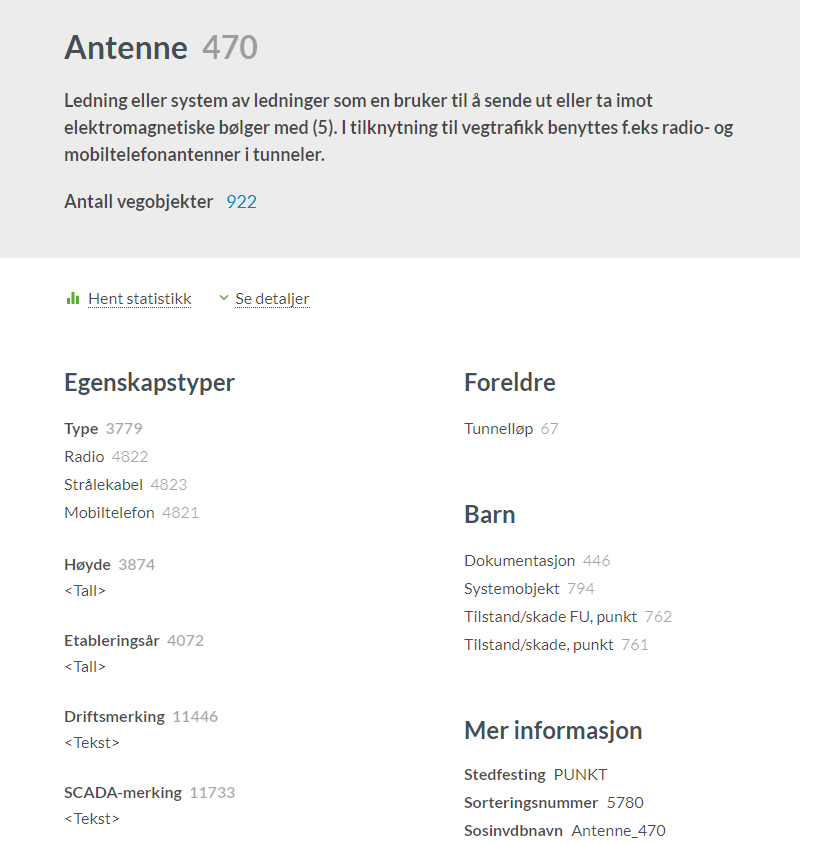 Antenne 470
Ledning eller system av ledninger som en bruker til å sende ut eller ta imot
elektromagnetiske bølger med (5). I tilknytning til vegtrafikk benyttes f.eks radio- og
mobiltelefonantenner i tunneler.
Antall vegobjekter 922
Hent statistikk Se detaljer
Egenskapstyper
Type 3779
Radio 4822
Strålekabel 4823
Mobiltelefon 4821
Høyde 3874
<Tall>
Etableringsår 4072
<Tall>
Driftsmerking 11446
<Tekst>
SCADA-merking 11733
<Tekst>
Foreldre
Tunnelløp 67
Barn
Dokumentasjon 446
Systemobjekt 794
Tilstand/skade FU, punkt 762
Tilstand/skade, punkt 761
Mer informasjon
Stedfesting PUNKT
Sorteringsnummer 5780
Sosinvdbnavn Antenne_470